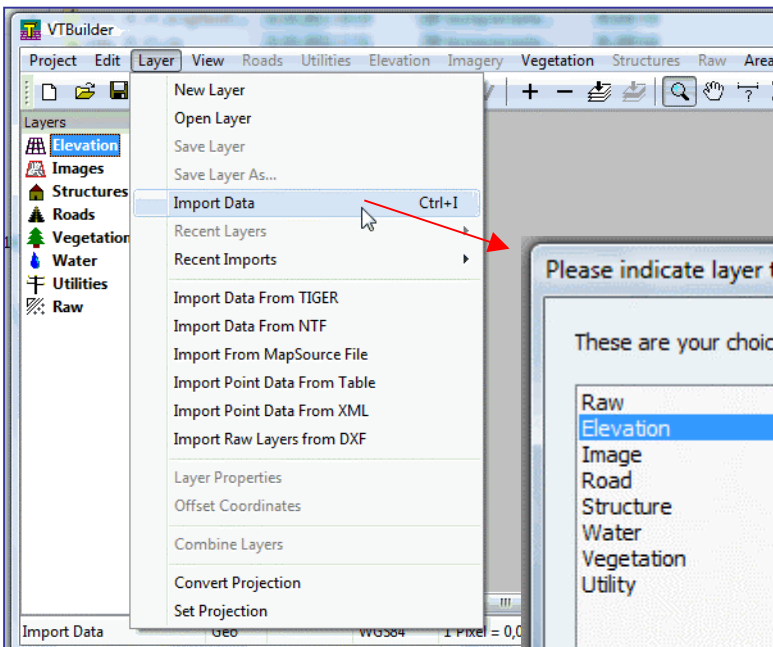 VTBuilder
Project Edit Layer View Roads Utilities Elevation Imagery Vegetation Structures Raw Area
Layers
Elevation
Images
Structures
Roads
Vegetation
Water
Utilities
Raw
New Layer
Open Layer
Save Layer
Save Layer As...
Import Data Ctrl+I
Recent Layers
Recent Imports
Import Data From TIGER
Import Data From NTF
Import From MapSource File
Import Point Data From Table
Import Point Data From XML
Import Raw Layers from DXF
Layer Properties
Offset Coordinates
Combine Layers
Convert Projection
Set Projection
Please indicate layer t
These are your choic
Raw
Elevation
Image
Road
Structure
Water
Vegetation
Utility
Import Data Geo WGS84 1 Pixel = 0,0